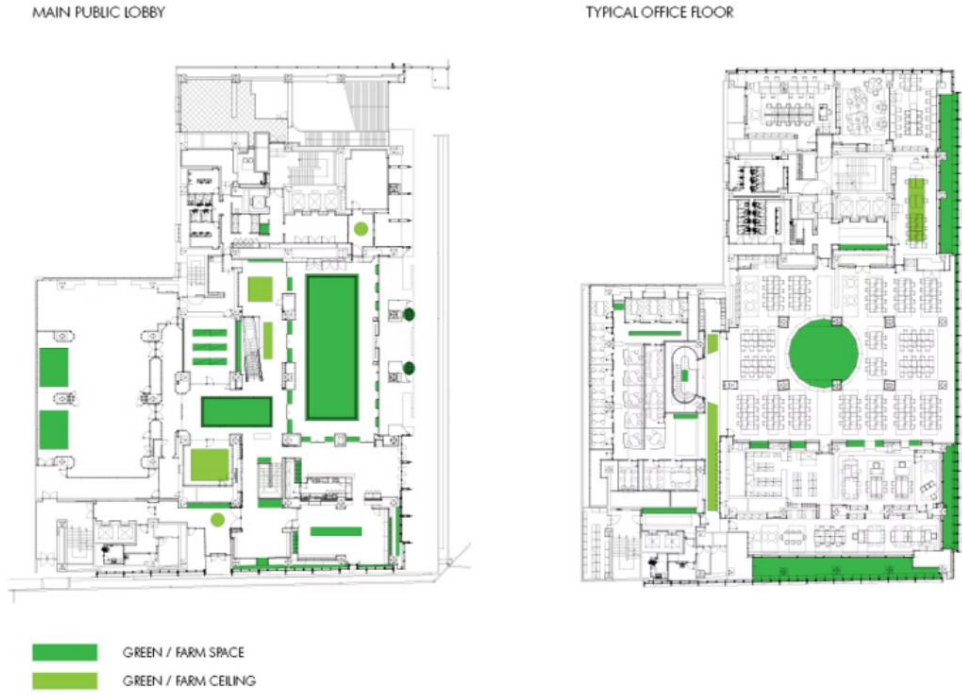 MAIN PUBLIC LOBBY
TYPICAL OFFICE FLOOR
GREEN / FARM SPACE
GREEN / FARM CEILING